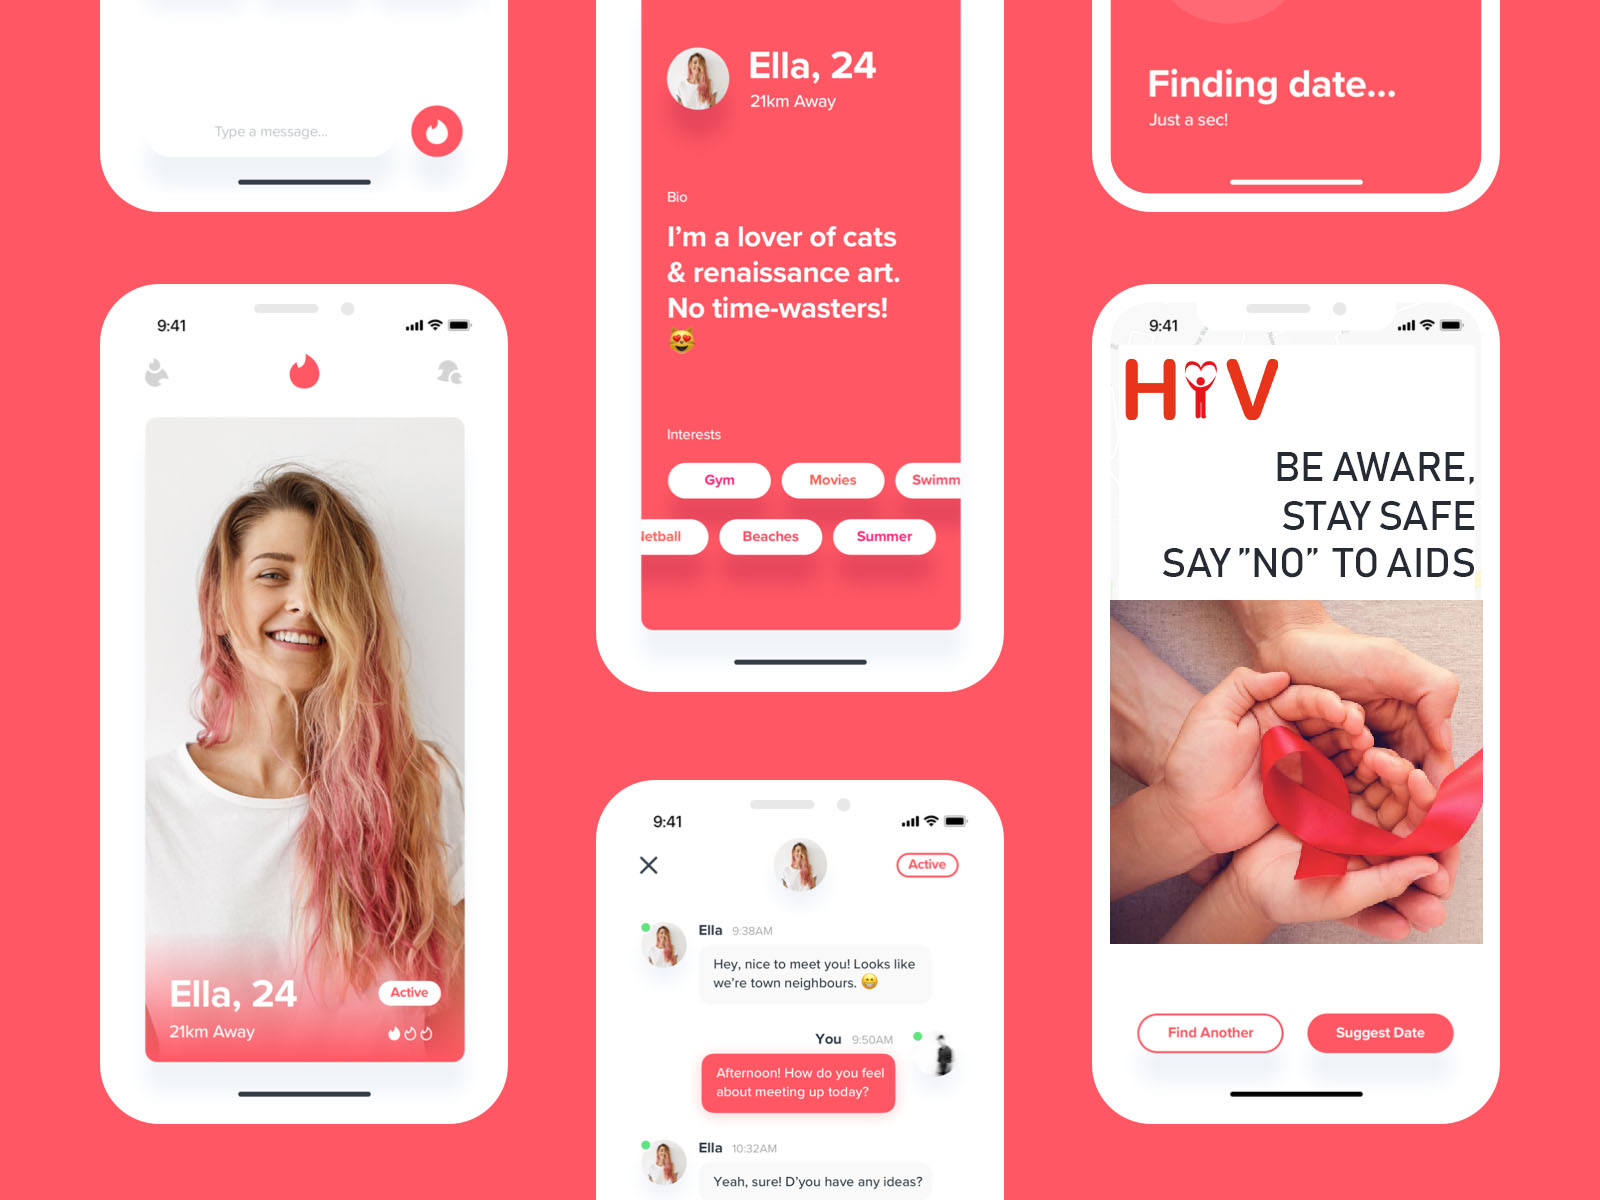 Type a message...
9:41
Ella, 24
Active
21km Away
Ella, 24
21km Away
Bio
I'm a lover of cats
& renaissance art.
No time-wasters!
Interests
Gym
Movies
Swimm
Netball
Beaches
Summer
9:41
Active
Ella 9:38AM
Hey, nice to meet you! Looks like
we're town neighbours.
You 9:50AM
Afternoon! How do you feel
about meeting up today?
Ella 10:32AM
Yeah, sure! D'you have any ideas?
Finding date...
Just a sec!
9:41
HIV
BE AWARE,
STAY SAFE
SAY "NO" TO AIDS
Find Another
Suggest Date